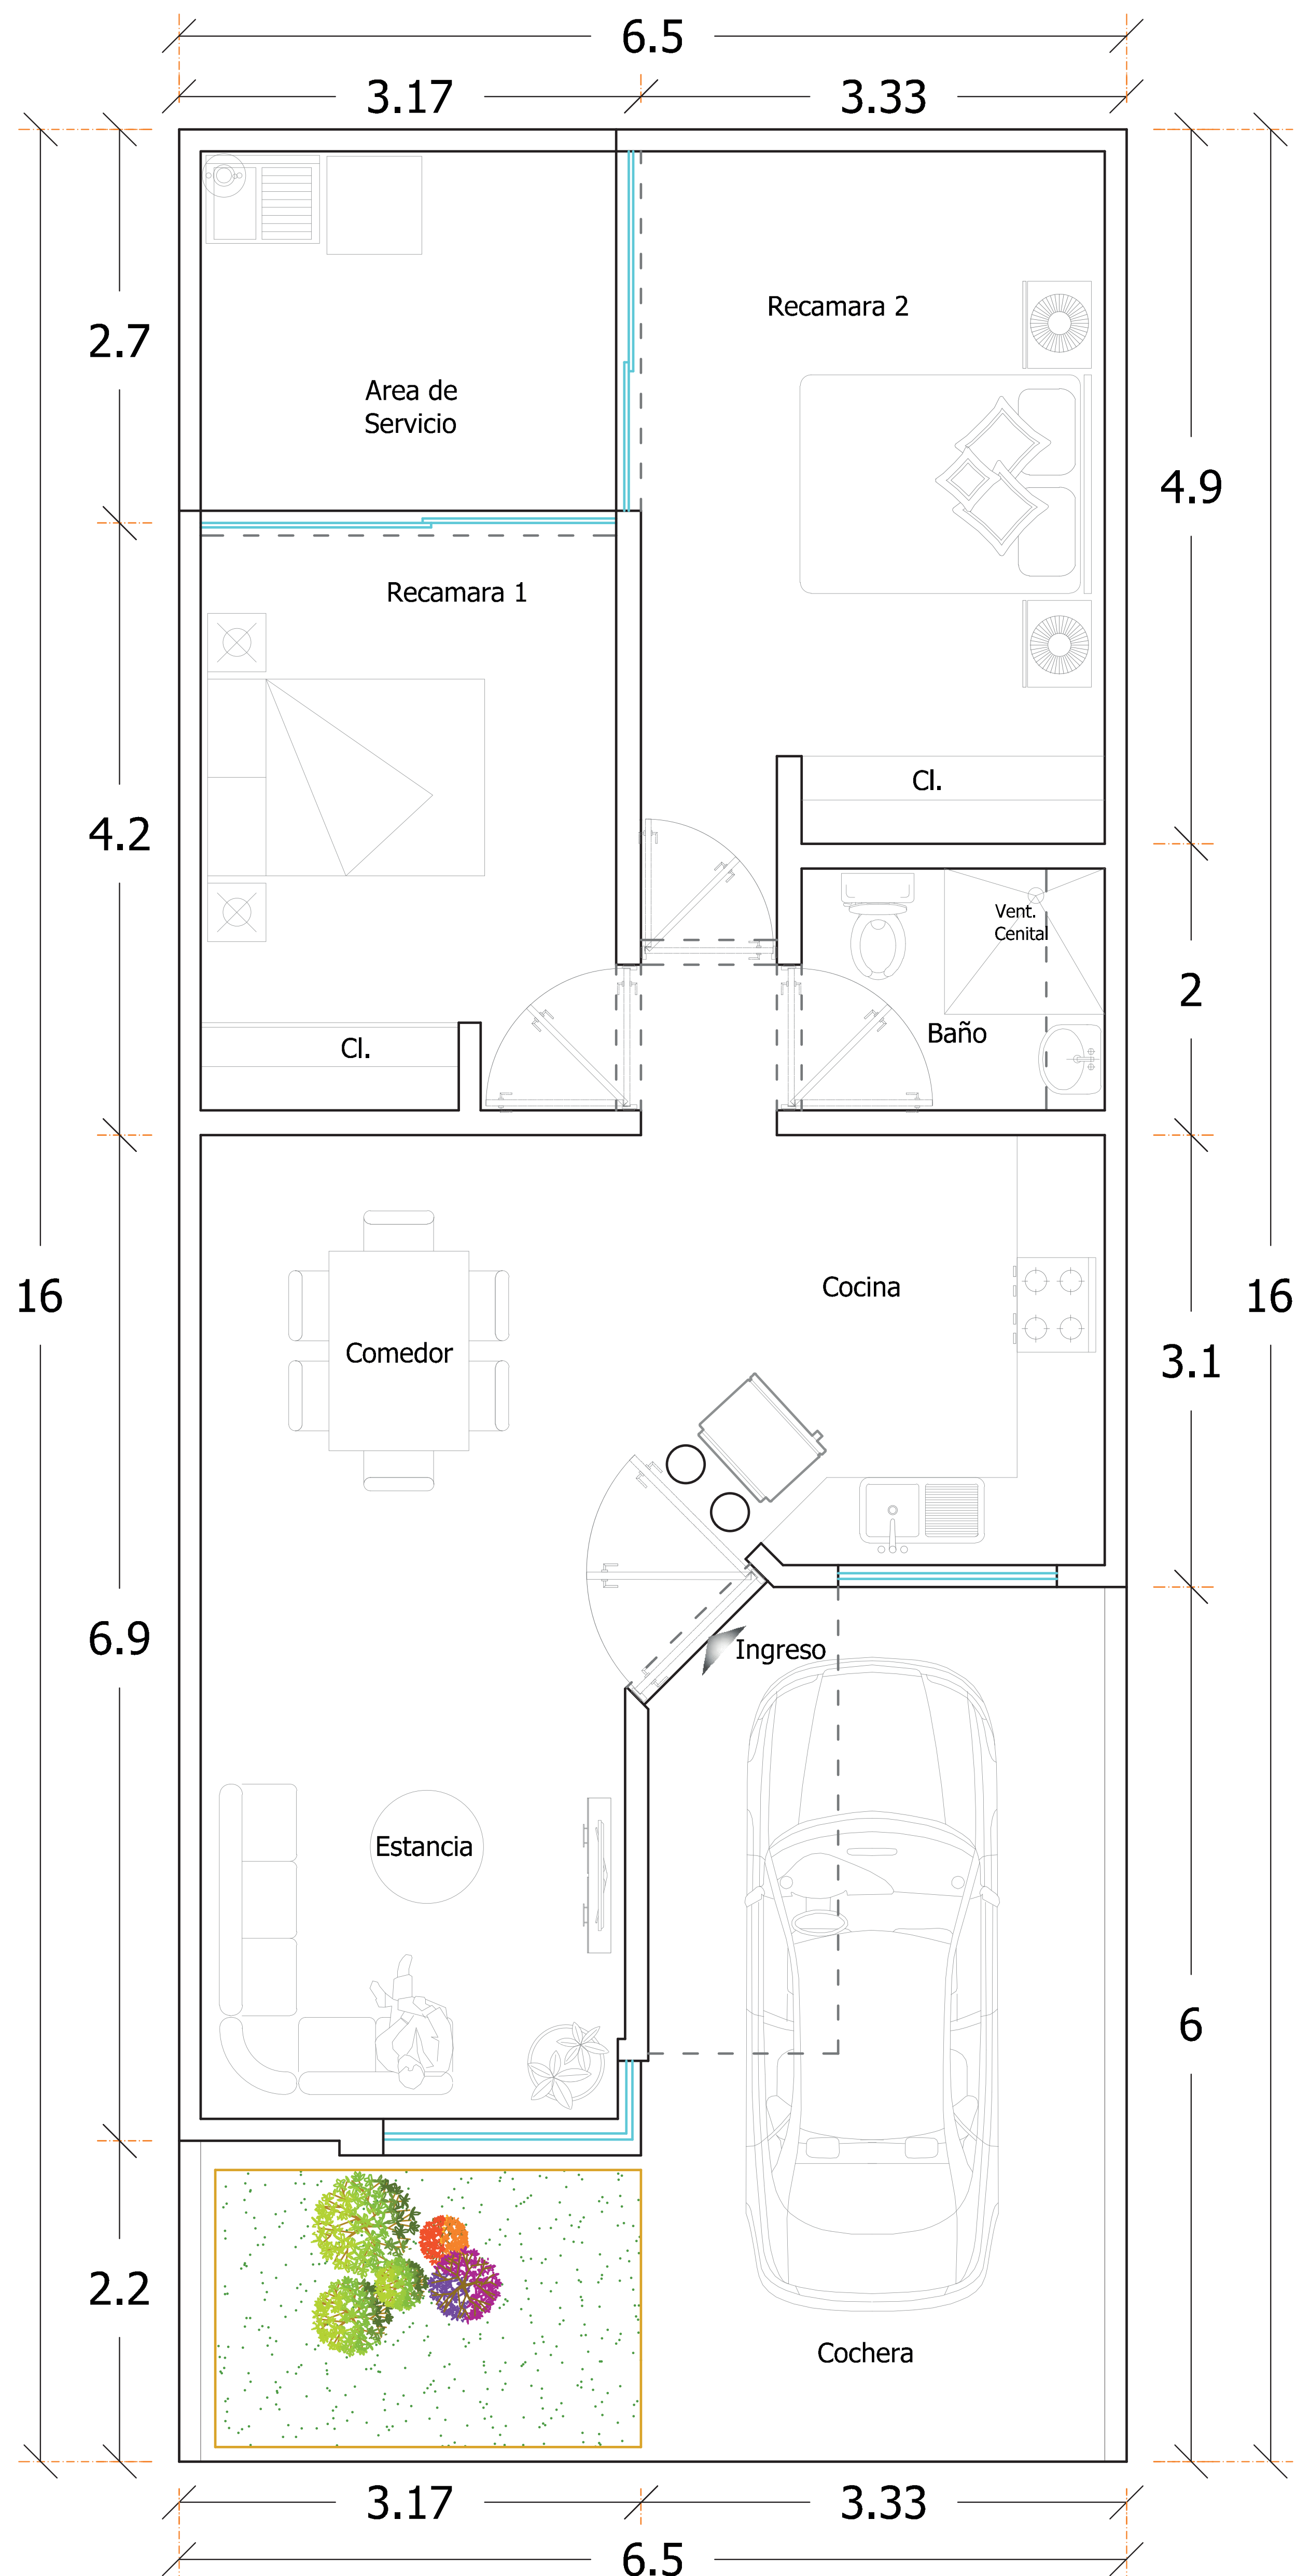 6.5
3.17
3.33
2.7
Recamara 2
Area de
Servicio
4.9
Recamara 1
Cl.
4.2
Vent.
Cenital
2
Baño
Cl.
16
Cocina
16
Comedor
3.1
6.9
Ingreso
Estancia
6
2.2
Cochera
3.17
3.33
6.5